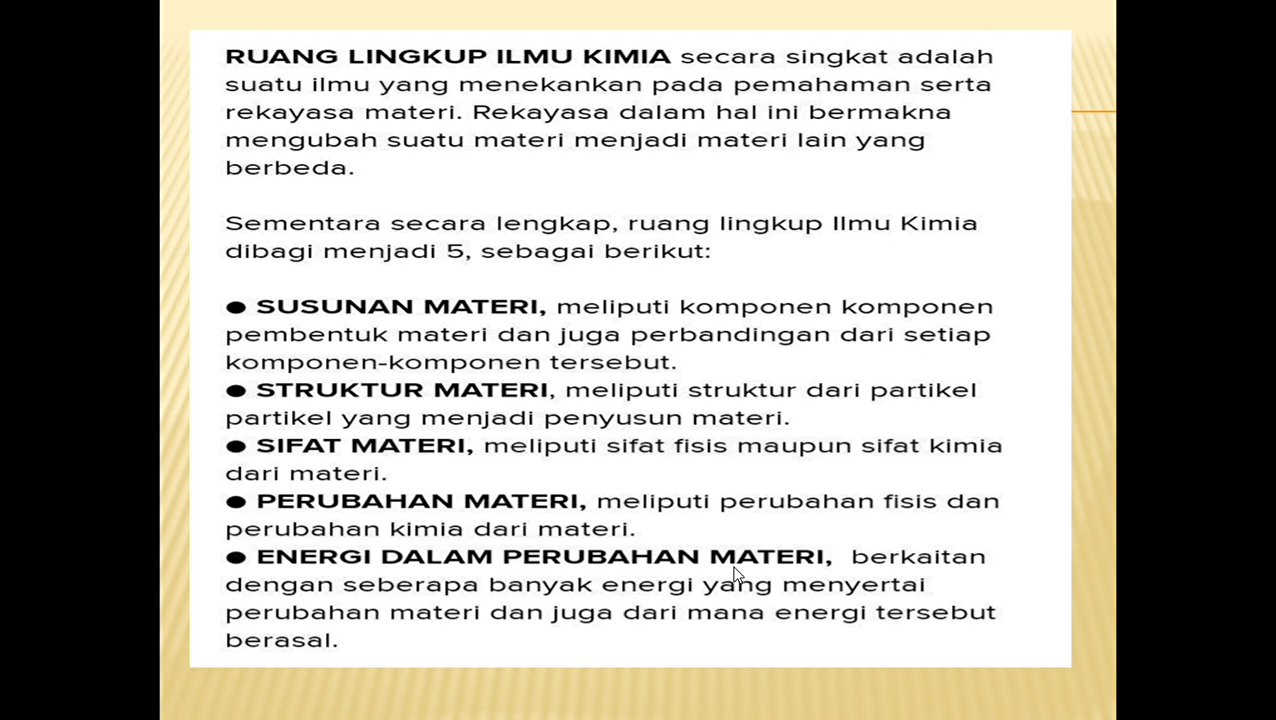 RUANG LINGKUP ILMU KIMIA secara singkat adalah
suatu ilmu yang menekankan pada pemahaman serta
rekayasa materi. Rekayasa dalam hal ini bermakna
mengubah suatu materi menjadi materi lain yang
berbeda.
Sementara secara lengkap, ruang lingkup Ilmu Kimia
dibagi menjadi 5, sebagai berikut:
● SUSUNAN MATERI, meliputi komponen komponen
pembentuk materi dan juga perbandingan dari setiap
komponen-komponen tersebut.
● STRUKTUR MATERI, meliputi struktur dari partikel
partikel yang menjadi penyusun materi.
● SIFAT MATERI, meliputi sifat fisis maupun sifat kimia
dari materi.
● PERUBAHAN MATERI, meliputi perubahan fisis dan
perubahan kimia dari materi.
● ENERGI DALAM PERUBAHAN MATERI, berkaitan
dengan seberapa banyak energi yang menyertai
perubahan materi dan juga dari mana energi tersebut
berasal.